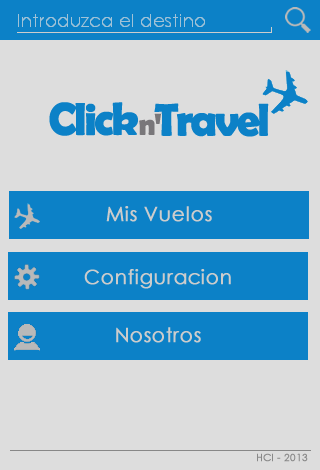 Introduzca el destino
Click n' Travel
Mis Vuelos
Configuracion
Nosotros
HCI - 2013